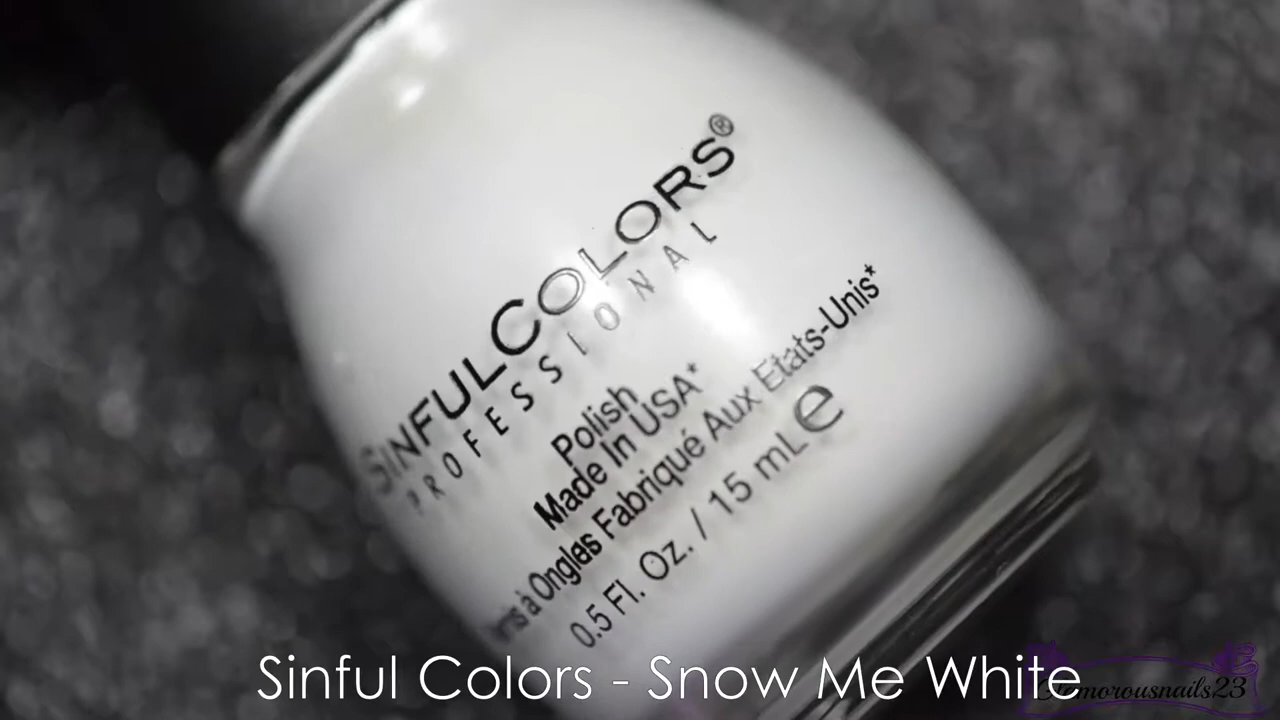 SINFULCOLORS®
PROFESSIONAL
Polish
Made In USA*
à Ongles Fabriqué Aux Etats-Unis*
0.5 Fl. Oz. / 15 mL e
Sinful Colors - Snow Me White
Glamorousnails23